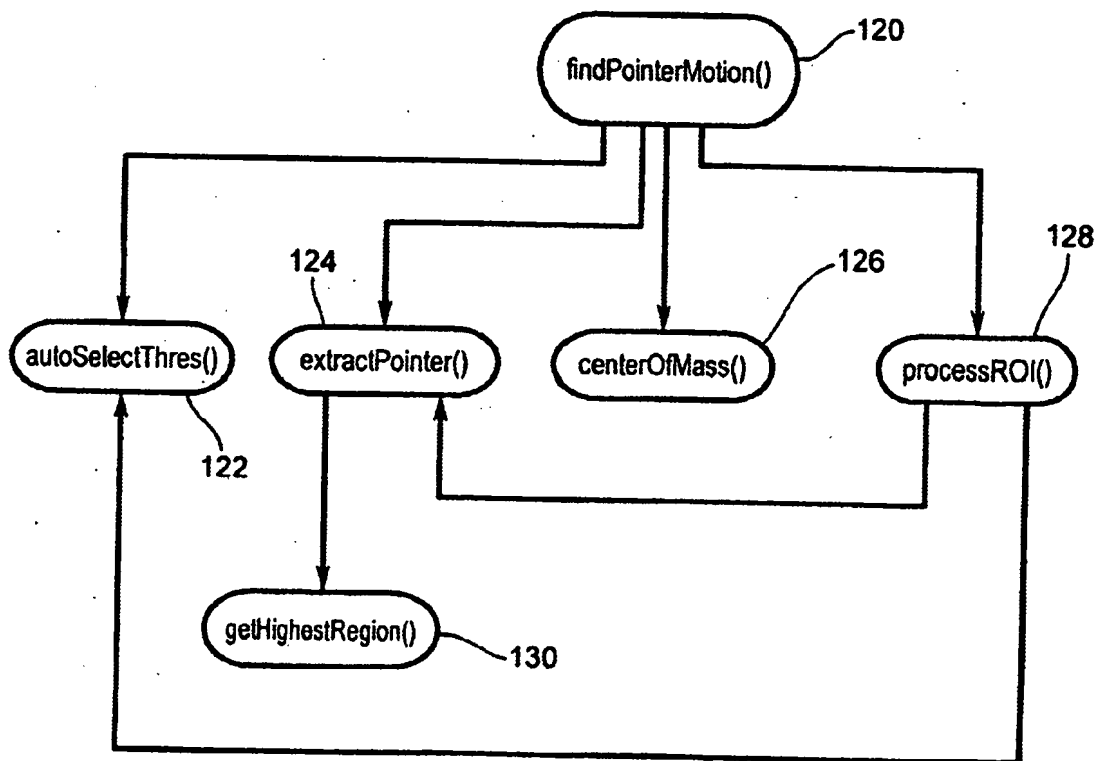 120
findPointerMotion()
124
126
128
autoSelectThres()
extractPointer()
centerOfMass()
processROI()
122
getHighestRegion()
130